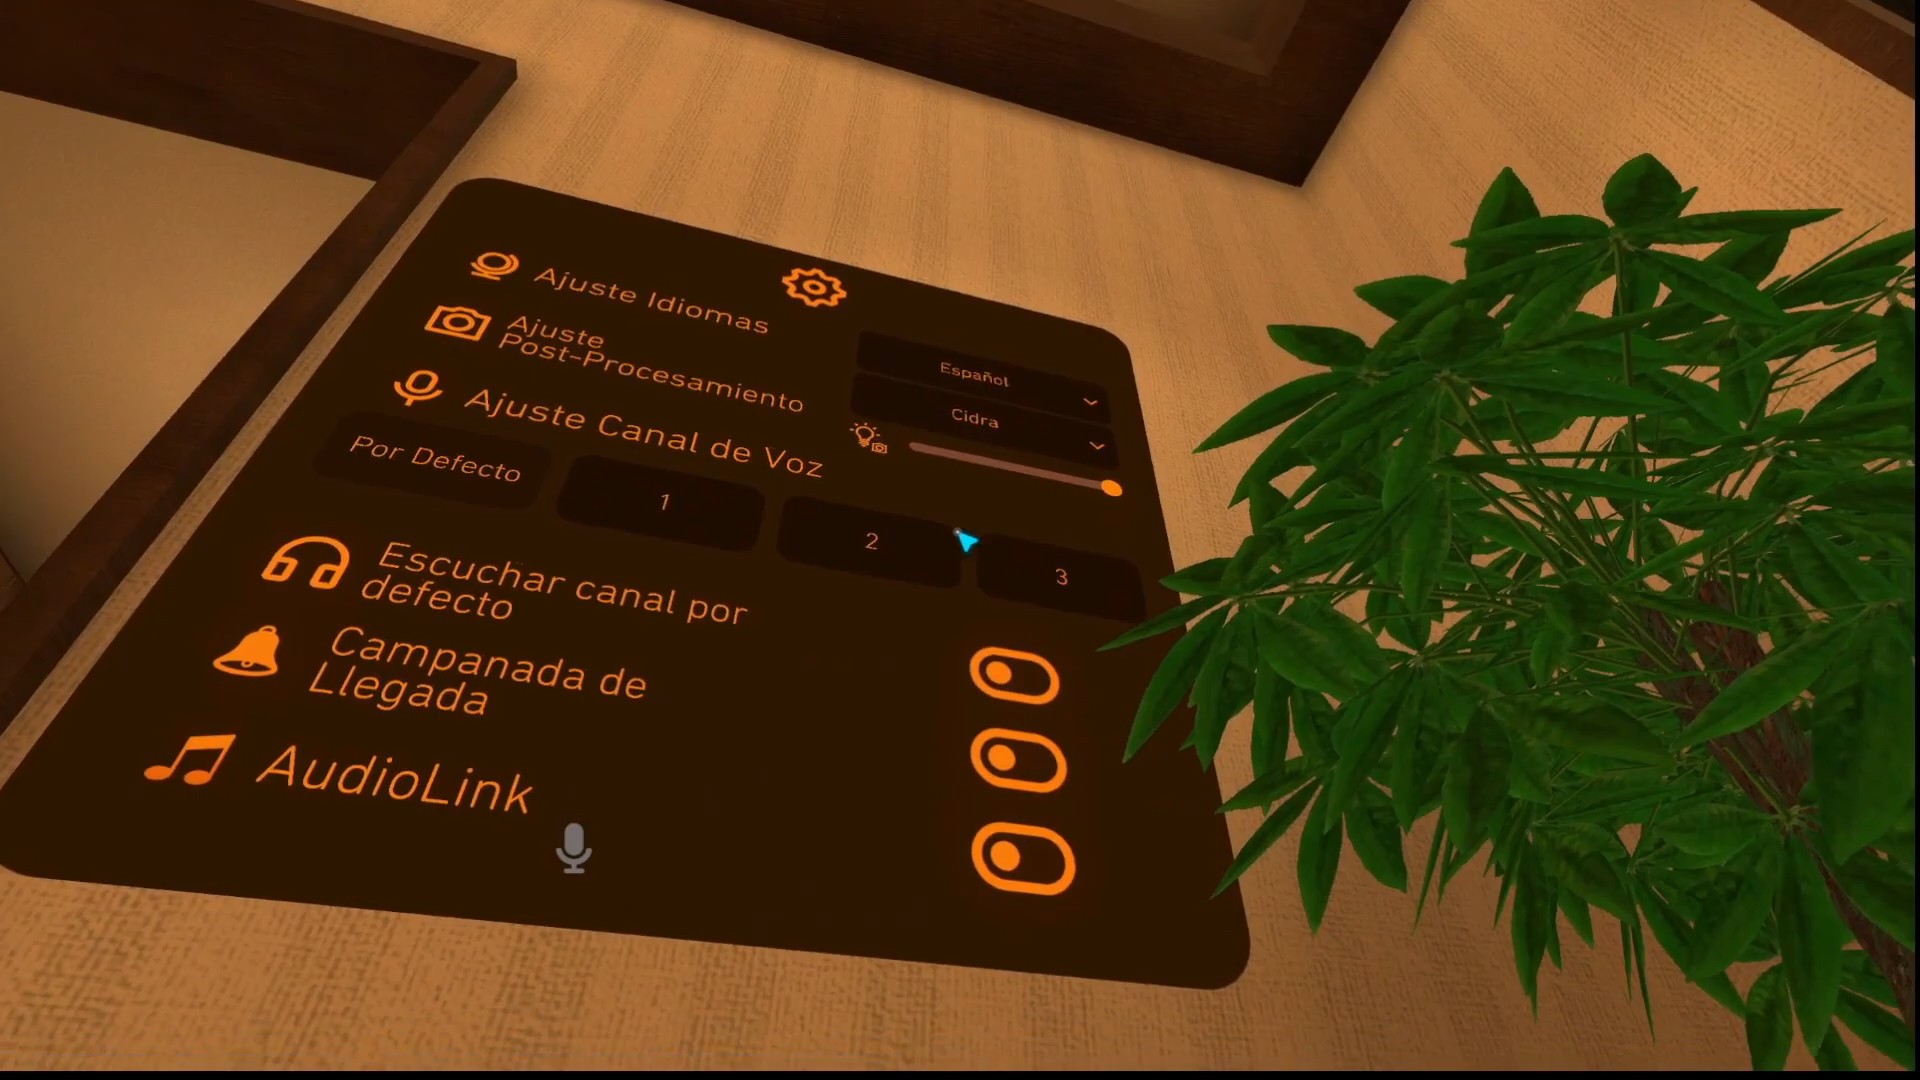 Ajuste Idiomas
Español
Ajuste
Post-Procesamiento
Cidra
Ajuste Canal de Voz
Por Defecto
1
2
3
Escuchar canal por
defecto
Campanada de
Llegada
AudioLink